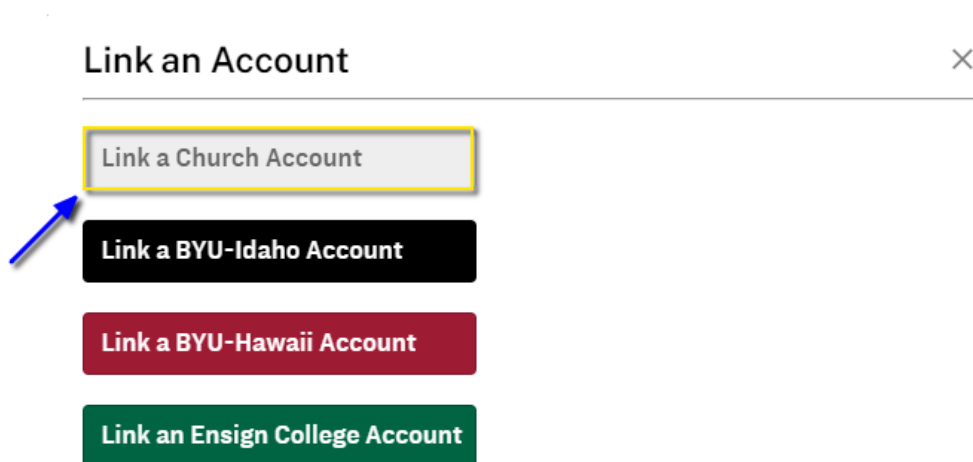 Link an Account
Link a Church Account
Link a BYU-Idaho Account
Link a BYU-Hawaii Account
Link an Ensign College Account